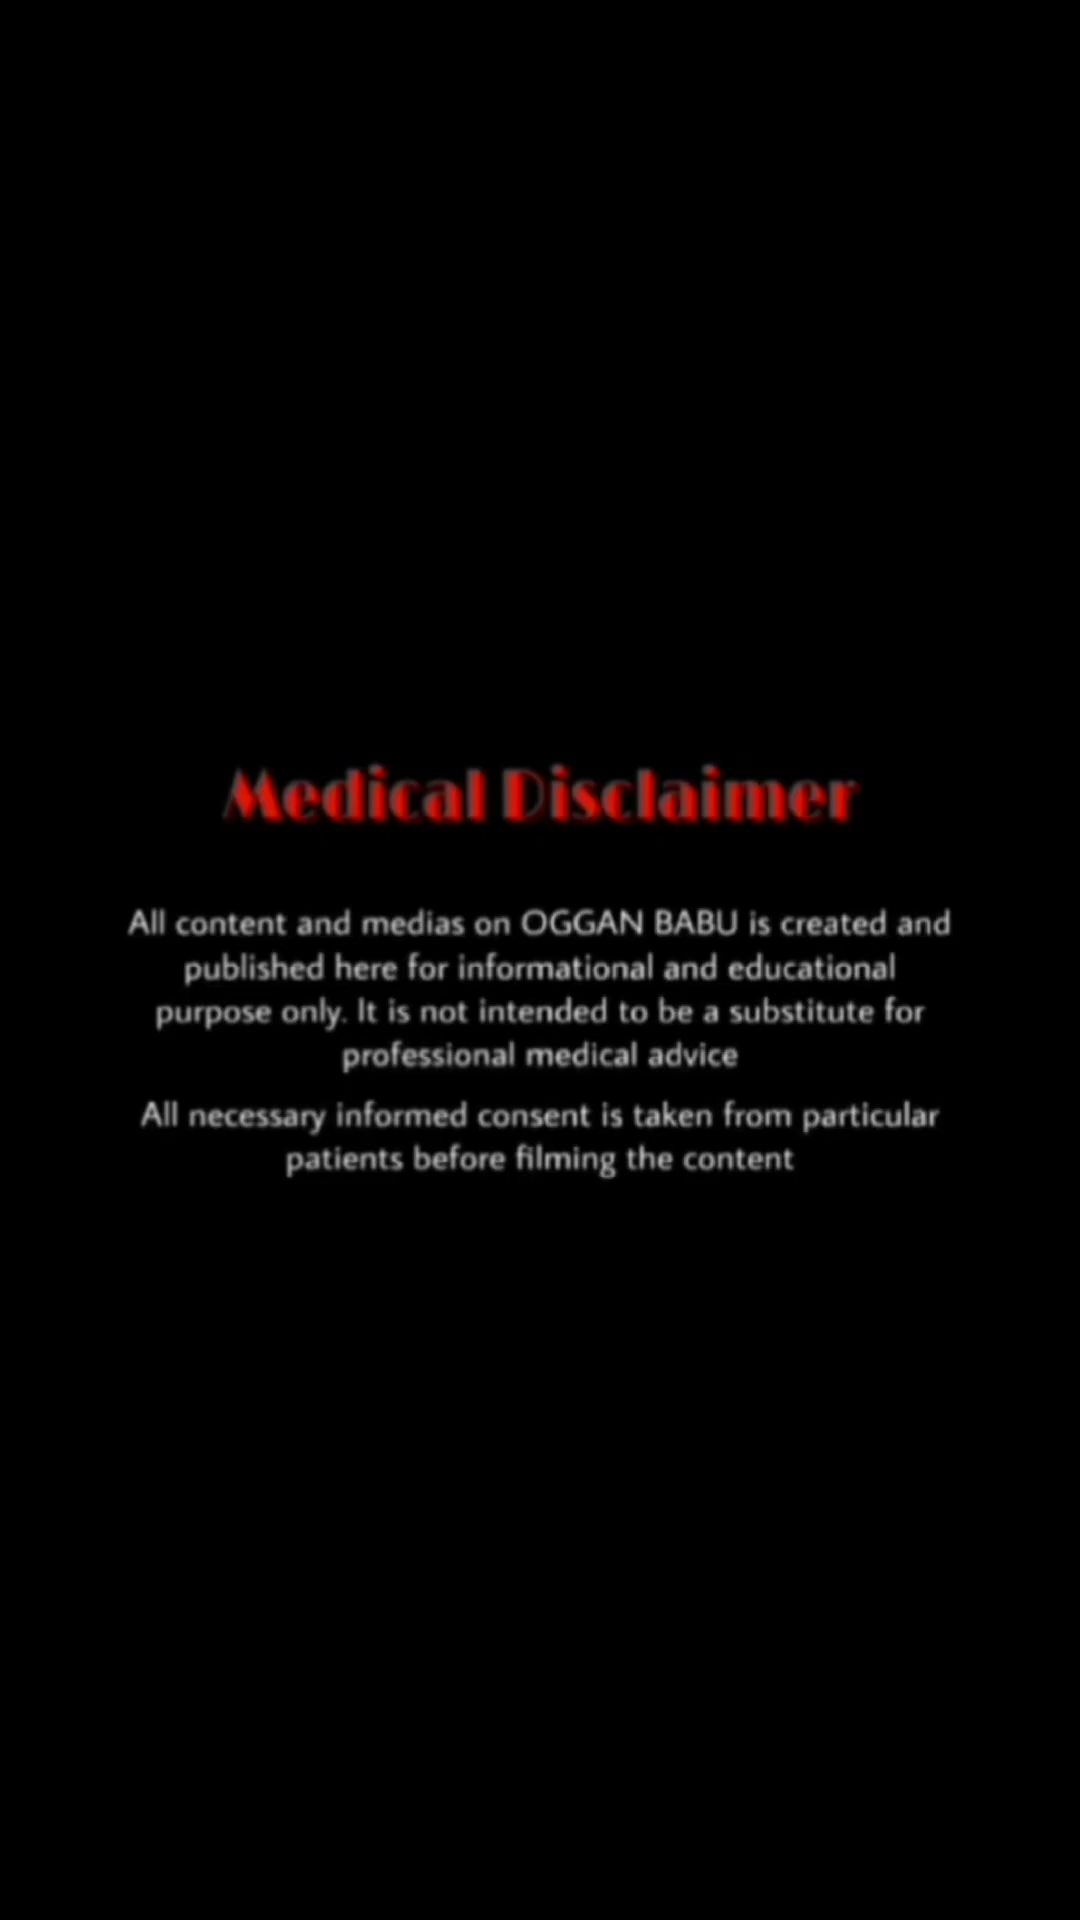 Medical Disclaimer
All content and medias on OGGAN BABU is created and
published here for informational and educational
purpose only. It is not intended to be a substitute for
professional medical advice
All necessary informed consent is taken from particular
patients before filming the content